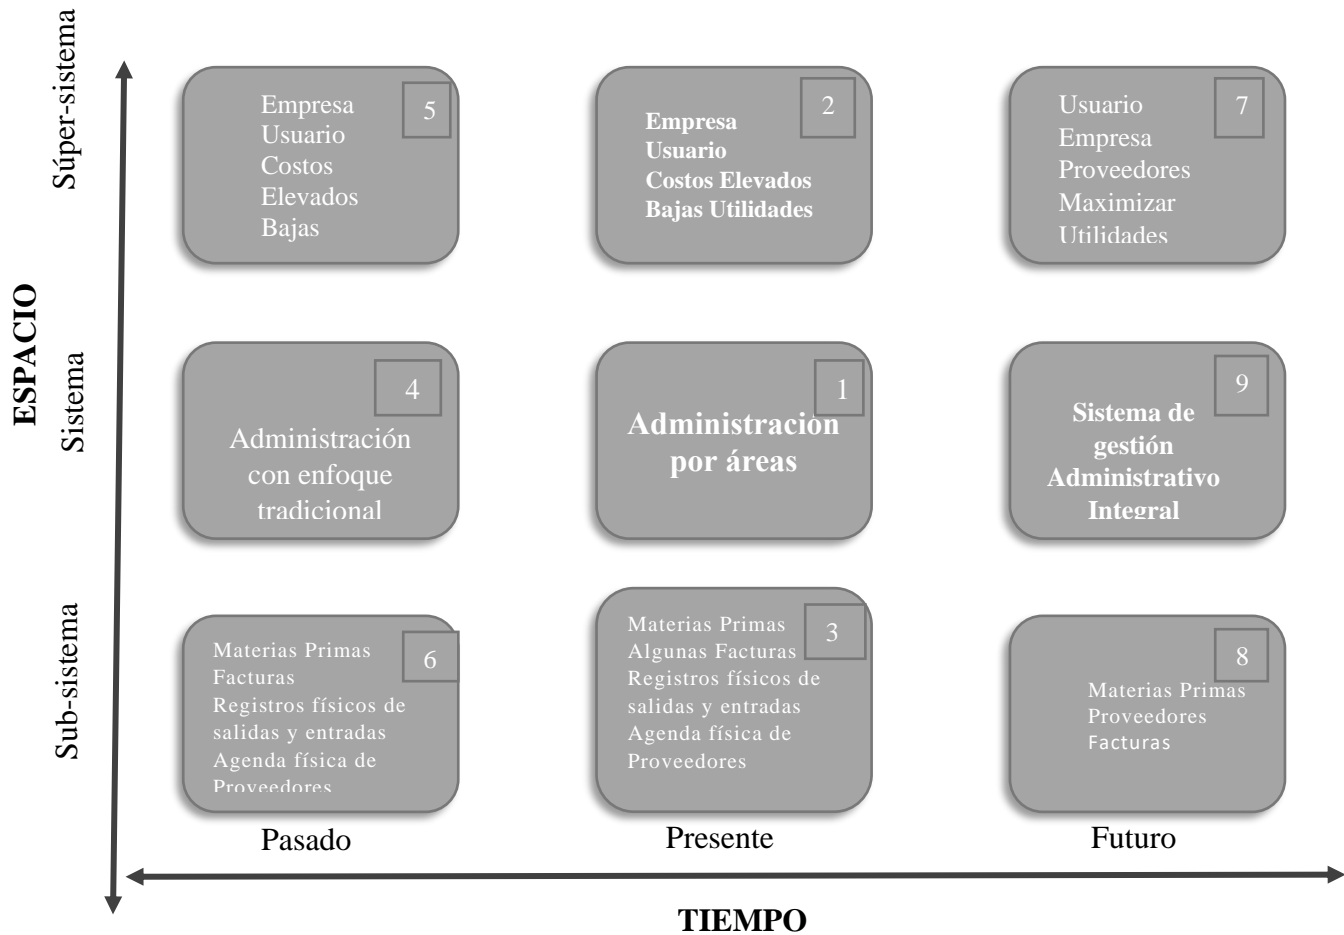 Súper-sistema
5
Empresa
Usuario
Costos
Elevados
Bajas
2
Empresa
Usuario
Costos Elevados
Bajas Utilidades
7
Usuario
Empresa
Proveedores
Maximizar
Utilidades
ESPACIO
Sistema
4
Administración
con enfoque
tradicional
1
Administración
por áreas
9
Sistema de
gestión
Administrativo
Integral
Sub-sistema
6
Materias Primas
Facturas
Registros físicos de
salidas y entradas
Agenda física de
Proveedores
3
Materias Primas
Algunas Facturas
Registros físicos de
salidas y entradas
Agenda física de
Proveedores
8
Materias Primas
Proveedores
Facturas
Pasado
Presente
Futuro
TIEMPO